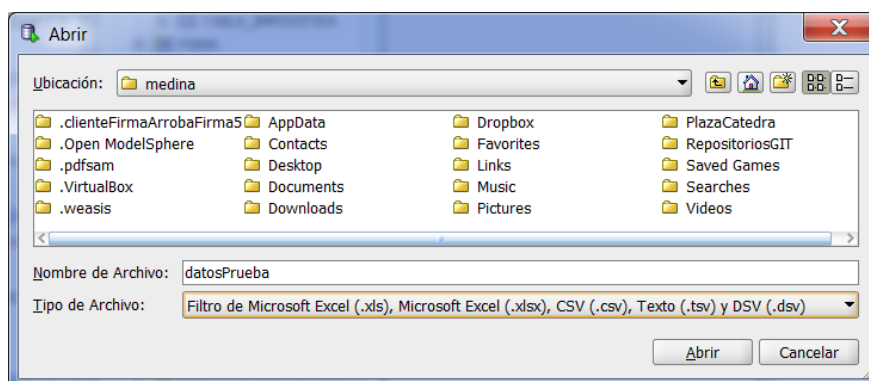 Abrir
Ubicación: medina
.clienteFirmaArrobaFirma5 AppData Dropbox PlazaCatedra
.Open ModelSphere Contacts Favorites RepositoriosGIT
.pdfsam Desktop Links Saved Games
.VirtualBox Documents Music Searches
.weasis Downloads Pictures Videos
Nombre de Archivo: datosPrueba
Tipo de Archivo: Filtro de Microsoft Excel (.xls), Microsoft Excel (.xlsx), CSV (.csv), Texto (.tsv) y DSV (.dsv)
Abrir Cancelar